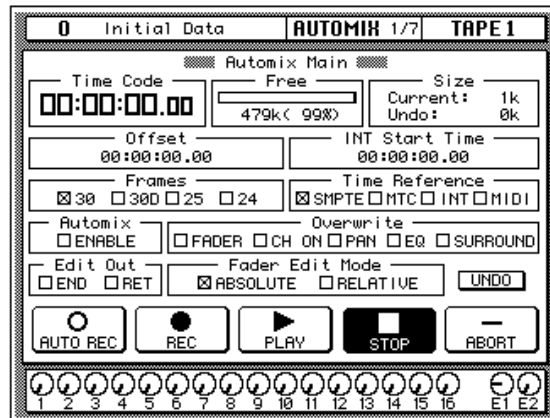 0 Initial Data AUTOMIX 1/7 TAPE 1
Automix Main
Time Code Free Size
00:00:00.00 479k( 99%) Current: 1k
Undo: 0k
Offset INT Start Time
00:00:00.00 00:00:00.00
Frames Time Reference
30 30D 25 24 SMPTE MTC INT MIDI
Automix Overwrite
ENABLE FADER CH ON PAN EQ SURROUND
Edit Out Fader Edit Mode
END RET ABSOLUTE RELATIVE UNDO
AUTO REC REC PLAY STOP ABORT
1 2 3 4 5 6 7 8 9 10 11 12 13 14 15 16 E1 E2